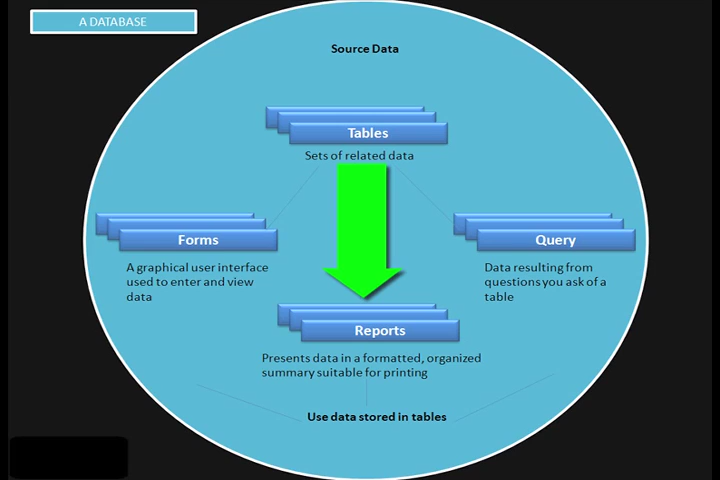 A DATABASE
Source Data
Tables
Sets of related data
Forms
A graphical user interface
used to enter and view
data
Query
Data resulting from
questions you ask of a
table
Reports
Presents data in a formatted, organized
summary suitable for printing
Use data stored in tables